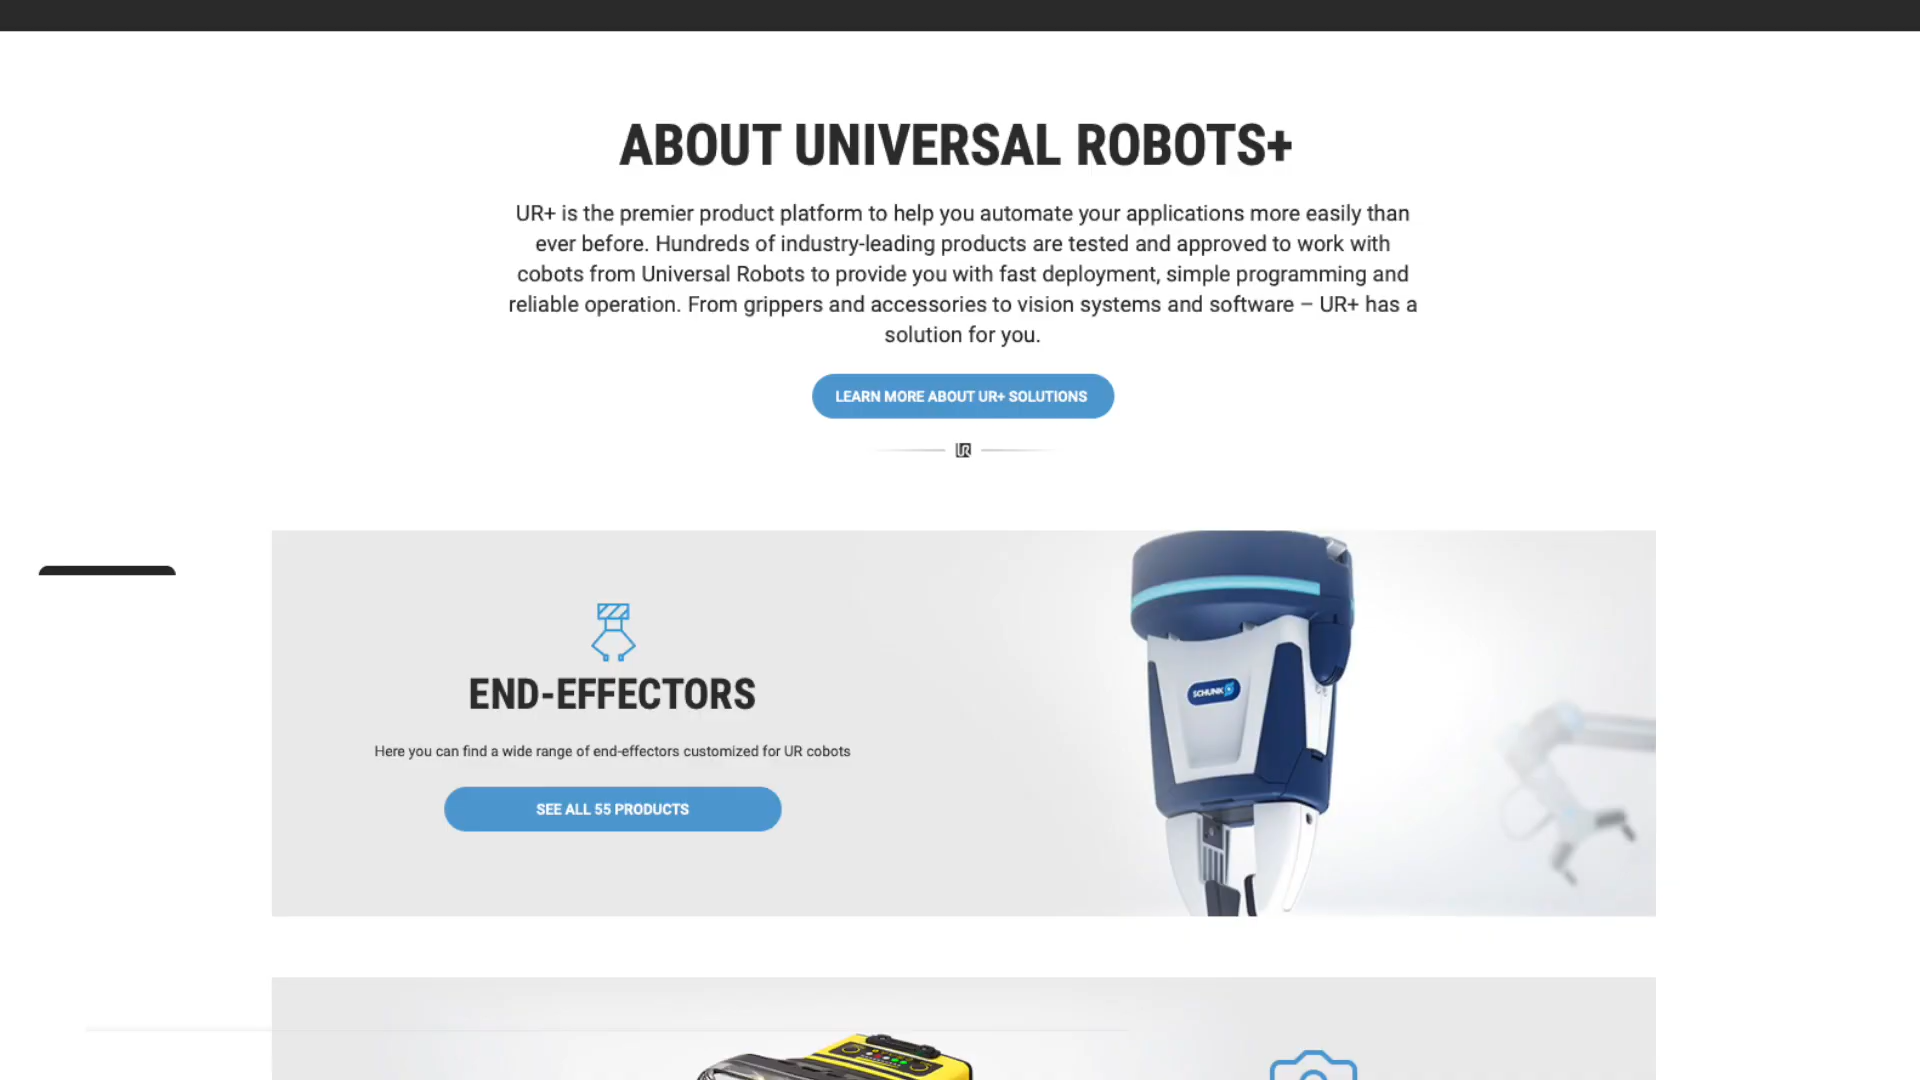 ABOUT UNIVERSAL ROBOTS+
UR+ is the premier product platform to help you automate your applications more easily than
ever before. Hundreds of industry-leading products are tested and approved to work with
cobots from Universal Robots to provide you with fast deployment, simple programming and
reliable operation. From grippers and accessories to vision systems and software – UR+ has a
solution for you.
LEARN MORE ABOUT UR+ SOLUTIONS
UR
END-EFFECTORS
Here you can find a wide range of end-effectors customized for UR cobots
SEE ALL 55 PRODUCTS
SCHUNK